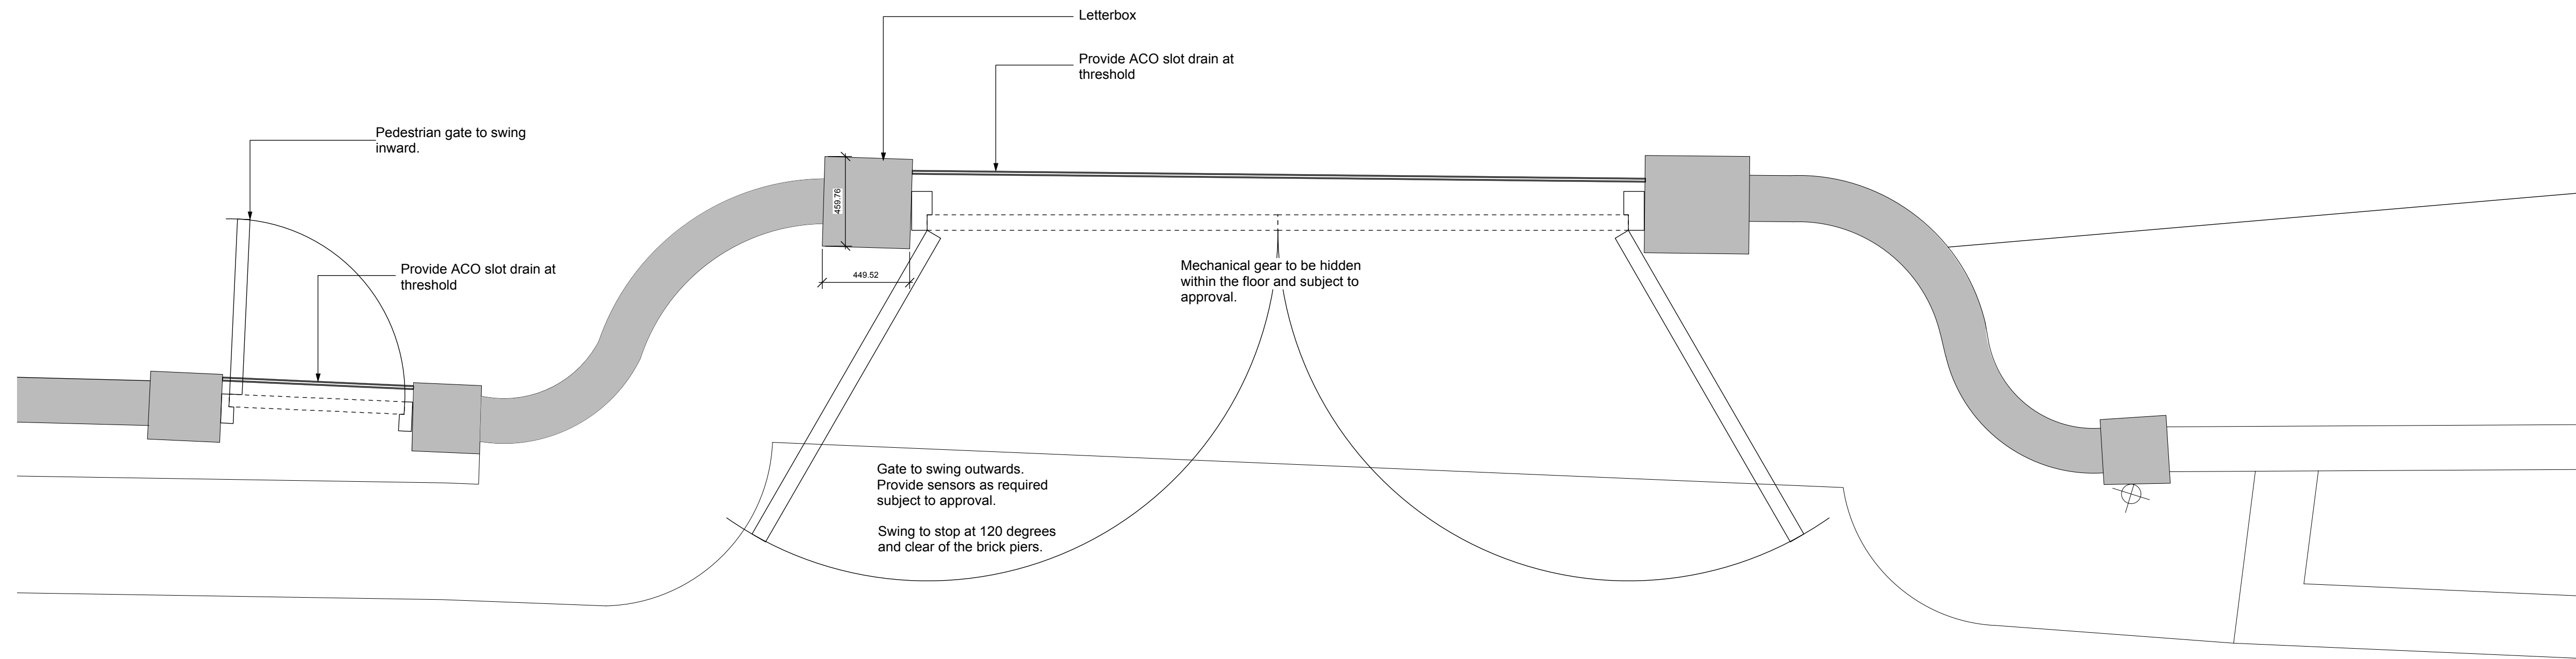 Letterbox
Provide ACO slot drain at
threshold
Pedestrian gate to swing
inward.
459.76
Provide ACO slot drain at
threshold
449.52
Mechanical gear to be hidden
within the floor and subject to
approval.
Gate to swing outwards.
Provide sensors as required
subject to approval.
Swing to stop at 120 degrees
and clear of the brick piers.